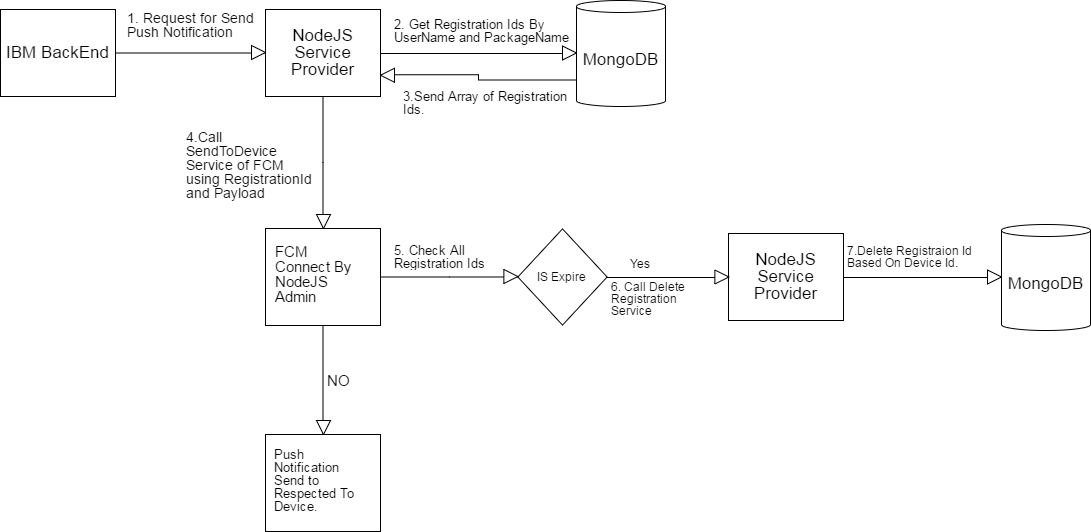 IBM BackEnd
1. Request for Send
Push Notification
NodeJS
Service
Provider
2. Get Registration Ids By
UserName and PackageName
MongoDB
3.Send Array of Registration
Ids.
4.Call
SendToDevice
Service of FCM
using RegistrationId
and Payload
FCM
Connect By
NodeJS
Admin
5. Check All
Registration Ids
IS Expire
Yes
6. Call Delete
Registration
Service
NodeJS
Service
Provider
7.Delete Registraion Id
Based On Device Id.
MongoDB
NO
Push
Notification
Send to
Respected To
Device.